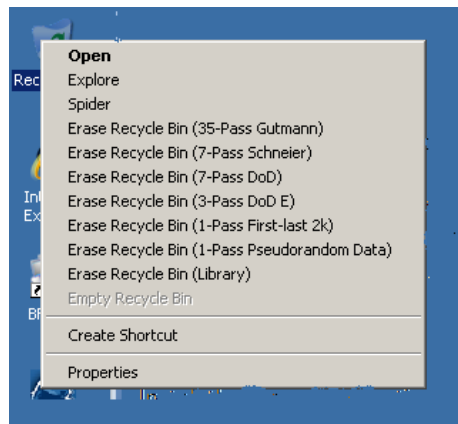 Open
Rec
Explore
Spider
Erase Recycle Bin (35-Pass Gutmann)
Erase Recycle Bin (7-Pass Schneier)
Erase Recycle Bin (7-Pass DoD)
Erase Recycle Bin (3-Pass DoD E)
Erase Recycle Bin (1-Pass First-last 2k)
Erase Recycle Bin (1-Pass Pseudorandom Data)
Erase Recycle Bin (Library)
Empty Recycle Bin
Create Shortcut
Properties